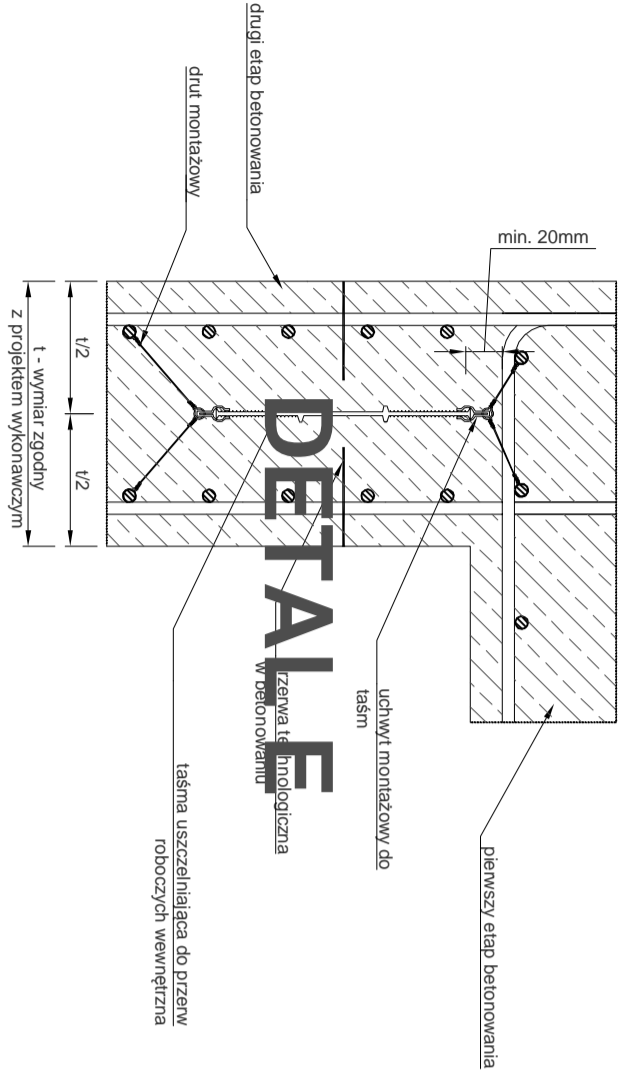 pierwszy etap betonowania
min. 20mm
uchwyt montażowy do
taśm
drugi etap betonowania
przerwa technologiczna
w betonowaniu
DETALE
drut montażowy
taśma uszczelniająca do przerw
roboczych wewnętrzna
t/2
t/2
t - wymiar zgodny
z projektem wykonawczym